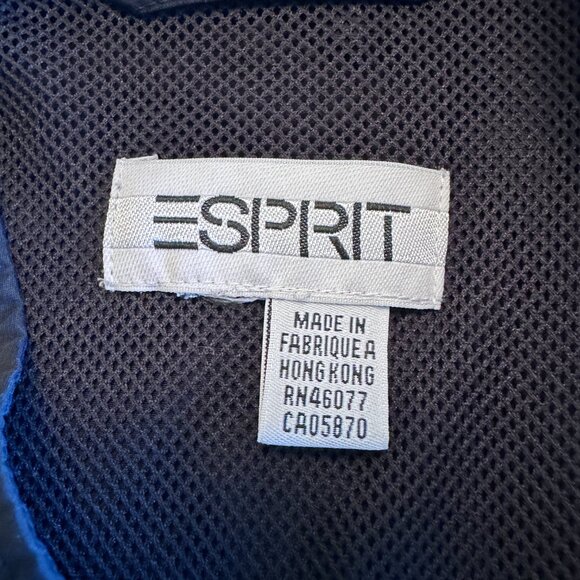 ESPRIT
MADE IN
FABRIQUE A
HONG KONG
RN46077
CA05870